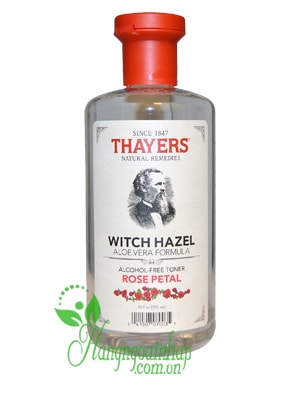 SINCE 1847
THAYERS
NATURAL REMEDIES
WITCH HAZEL
ALOE VERA FORMULA
ALCOHOL-FREE TONER
ROSE PETAL
Hangngoainhap
.com.vn